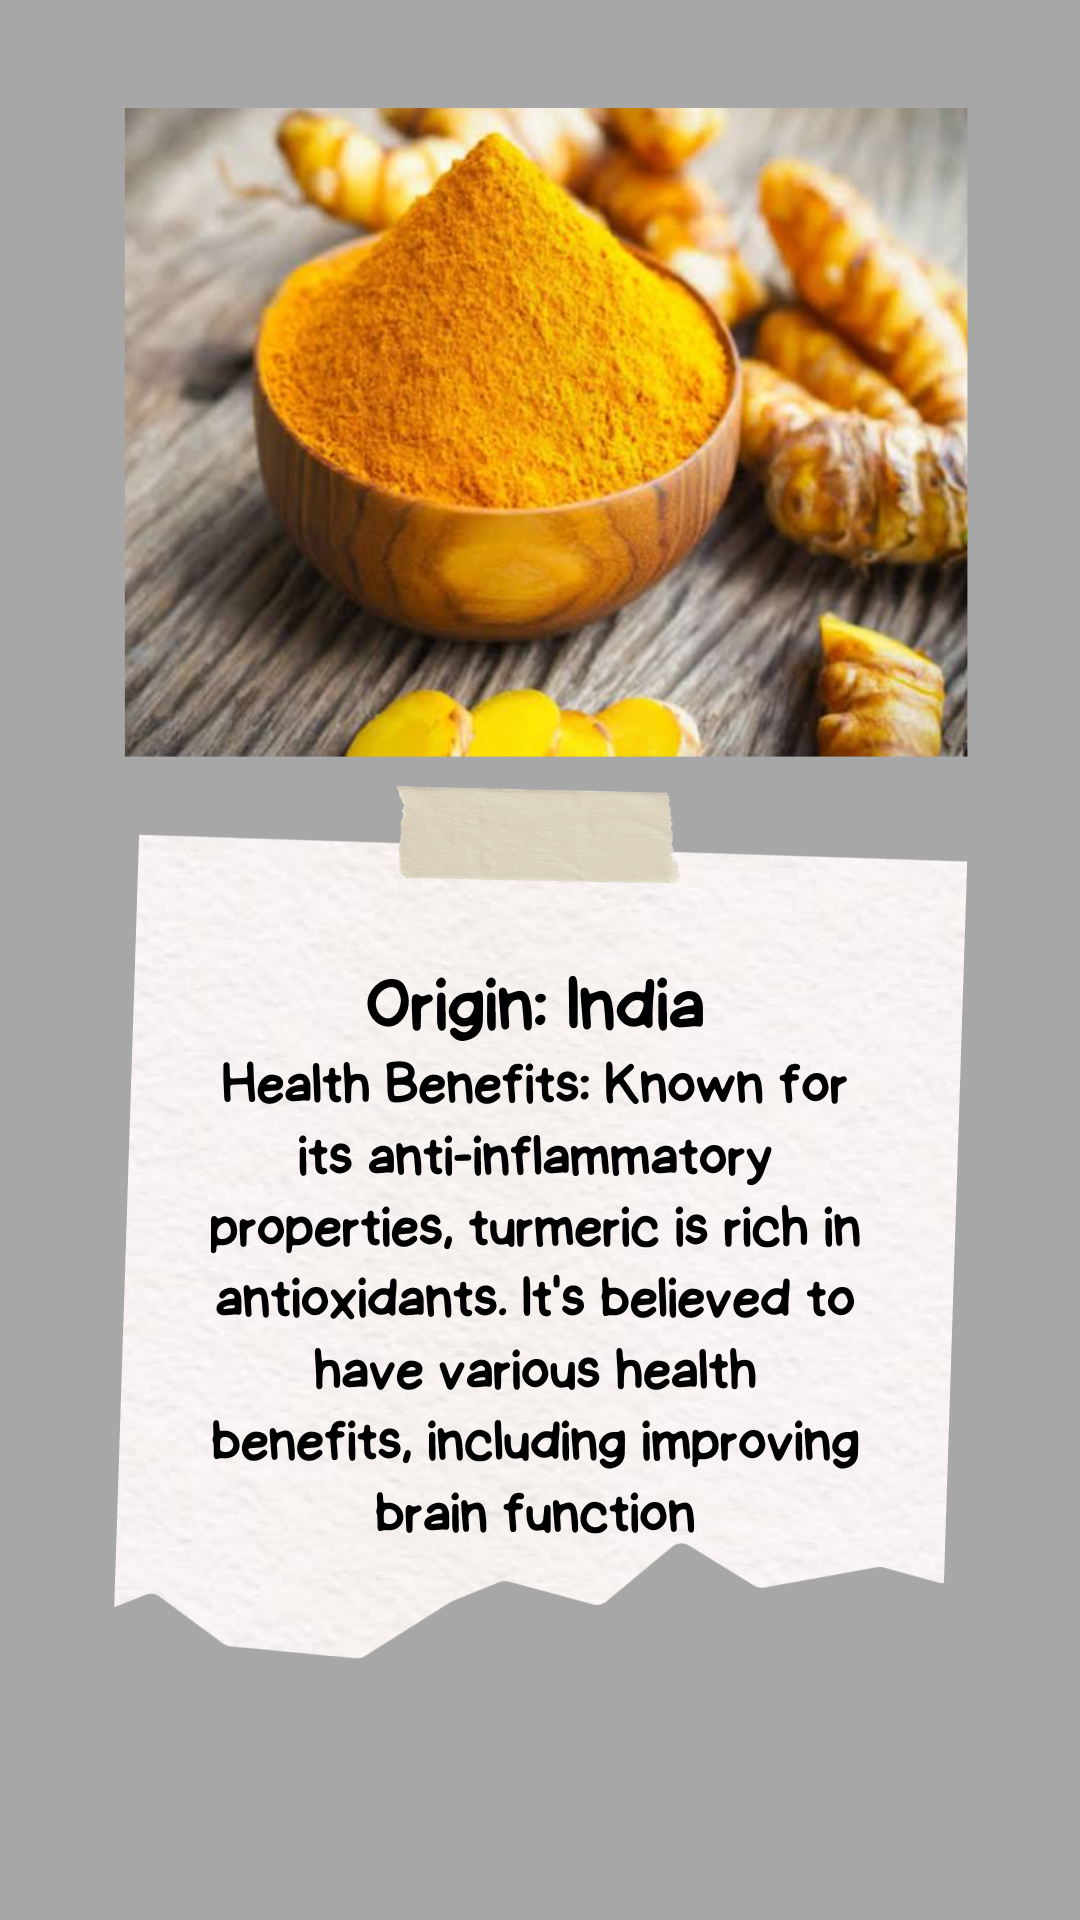 Origin: India
Health Benefits: Known for
its anti-inflammatory
properties, turmeric is rich in
antioxidants. It's believed to
have various health
benefits, including improving
brain function